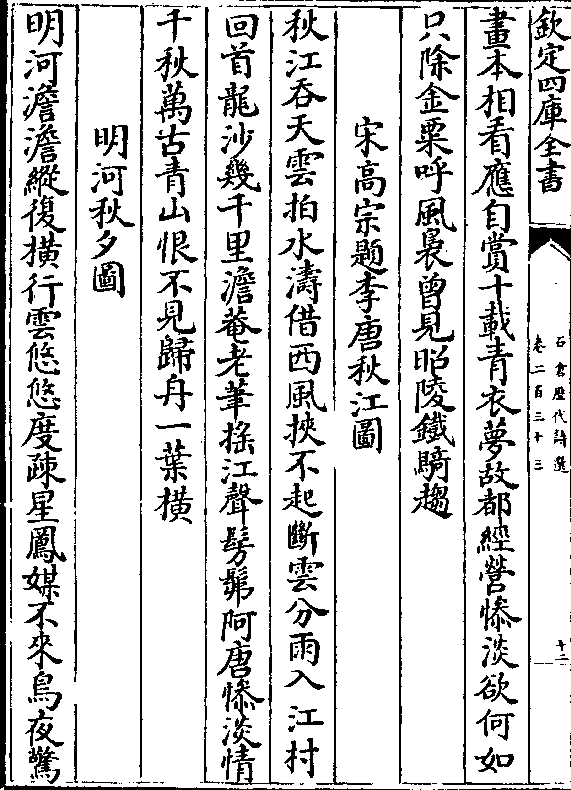 欽定四庫全書
石倉歷代詩選
卷二百三十三
十二
畫本相看應自賞十載青衣夢故都經營慘淡欲何如
只除金粟呼風裊曾見昭陵鐵騎趨
宋高宗題李唐秋江圖
秋江吞天雲拍水濤借西風挾不起斷雲分雨入江村
回首龍沙幾千里澹菴老筆搖江聲髣髴阿唐慘淡情
千秋萬古青山恨不見歸舟一葉橫
明河秋夕圖
明河澹澹縱復橫行雲悠悠度疎星鳳媒不來烏夜驚